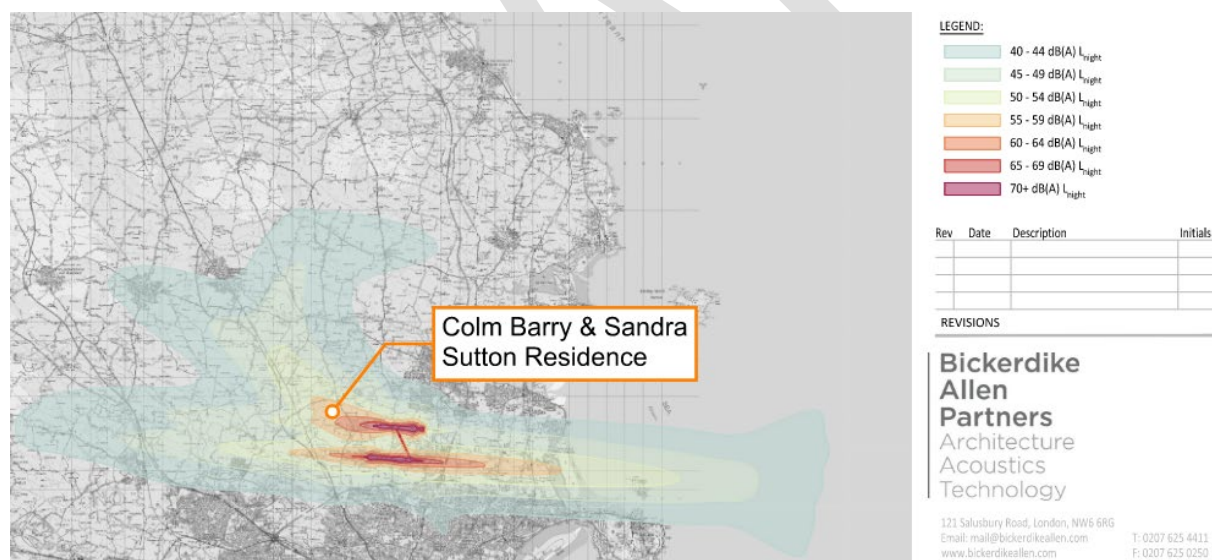 Colm Barry & Sandra
Sutton Residence
LEGEND:
40 - 44 dB(A) Lnight
45 - 49 dB(A) Lnight
50 - 54 dB(A) Lnight
55 - 59 dB(A) Lnight
60 - 64 dB(A) Lnight
65 - 69 dB(A) Lnight
70+ dB(A) Lnight
Rev Date Description Initials
REVISIONS
Bickerdike
Allen
Partners
Architecture
Acoustics
Technology
121 Salusbury Road, London, NW6 6RG
Email: mail@bickerdikeallen.com T: 0207 625 4411
www.bickerdikeallen.com F: 0207 625 0250